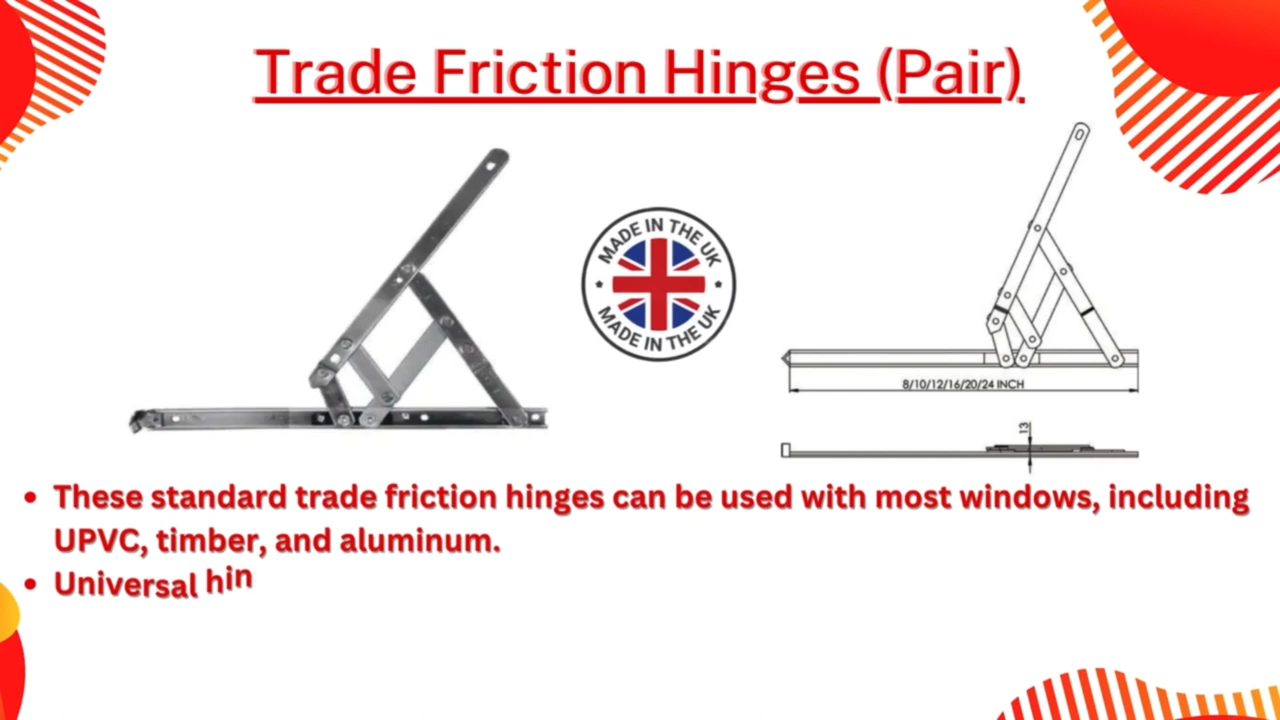 Trade Friction Hinges (Pair)
MADE IN THE UK
MADE IN THE UK
8/10/12/16/20/24 INCH
13
• These standard trade friction hinges can be used with most windows, including
UPVC, timber, and aluminum.
• Universal hin